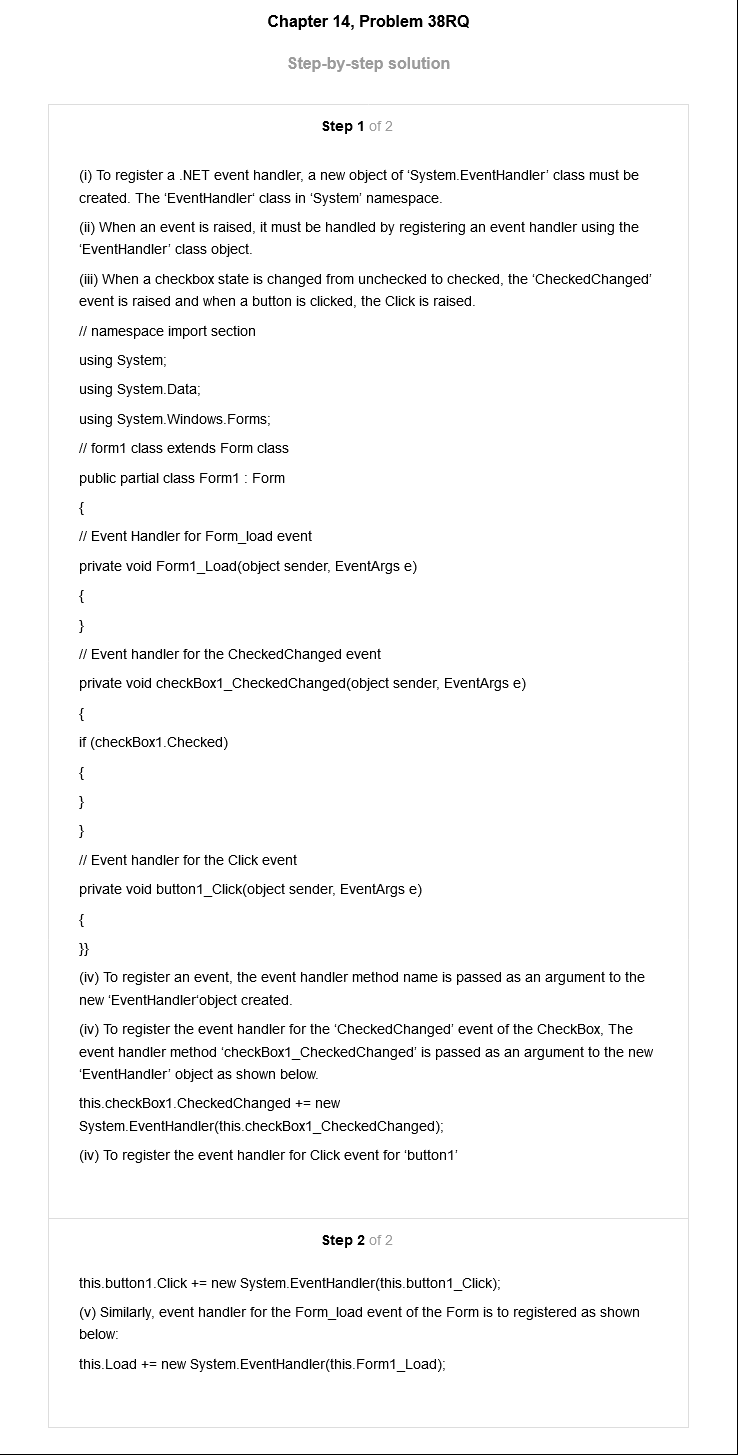 Chapter 14, Problem 38RQ
Step-by-step solution
Step 1 of 2
(i) To register a .NET event handler, a new object of ‘System.EventHandler’ class must be
created. The ‘EventHandler‘ class in ‘System’ namespace.
(ii) When an event is raised, it must be handled by registering an event handler using the
‘EventHandler’ class object.
(iii) When a checkbox state is changed from unchecked to checked, the ‘CheckedChanged’
event is raised and when a button is clicked, the Click is raised.
// namespace import section
using System;
using System.Data;
using System.Windows.Forms;
// form1 class extends Form class
public partial class Form1 : Form
{
// Event Handler for Form_load event
private void Form1_Load(object sender, EventArgs e)
{
}
// Event handler for the CheckedChanged event
private void checkBox1_CheckedChanged(object sender, EventArgs e)
{
if (checkBox1.Checked)
{
}
}
// Event handler for the Click event
private void button1_Click(object sender, EventArgs e)
{
}}
(iv) To register an event, the event handler method name is passed as an argument to the
new ‘EventHandler‘object created.
(iv) To register the event handler for the ‘CheckedChanged’ event of the CheckBox, The
event handler method ‘checkBox1_CheckedChanged’ is passed as an argument to the new
‘EventHandler’ object as shown below.
this.checkBox1.CheckedChanged += new
System.EventHandler(this.checkBox1_CheckedChanged);
(iv) To register the event handler for Click event for ‘button1’
Step 2 of 2
this.button1.Click += new System.EventHandler(this.button1_Click);
(v) Similarly, event handler for the Form_load event of the Form is to registered as shown
below:
this.Load += new System.EventHandler(this.Form1_Load);